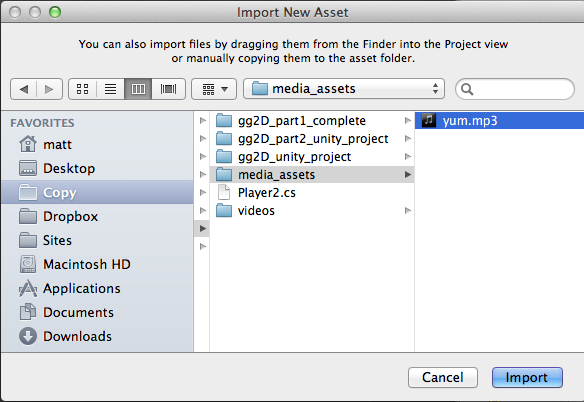 Import New Asset
You can also import files by dragging them from the Finder into the Project view
or manually copying them to the asset folder.
media_assets
FAVORITES
matt
Desktop
Copy
Dropbox
Sites
Macintosh HD
Applications
Documents
Downloads
gg2D_part1_complete
gg2D_part2_unity_project
gg2D_unity_project
media_assets
Player2.cs
videos
yum.mp3
Cancel
Import